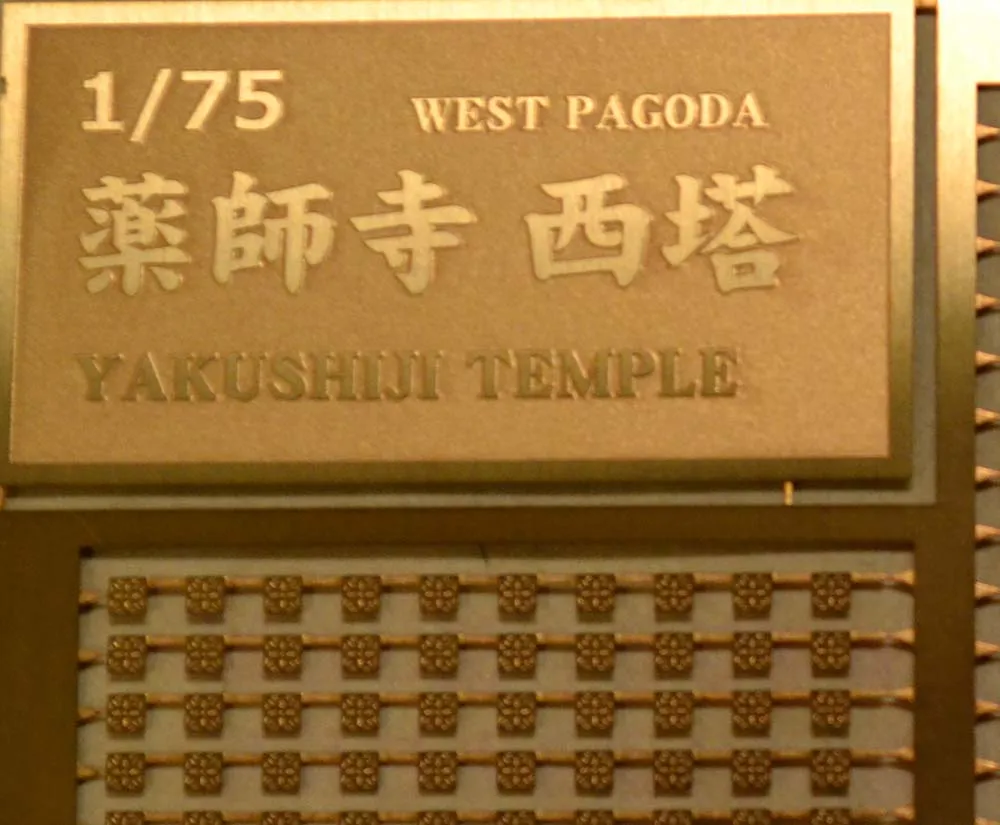 1/75 WEST PAGODA
薬師寺 西塔
YAKUSHIJI TEMPLE